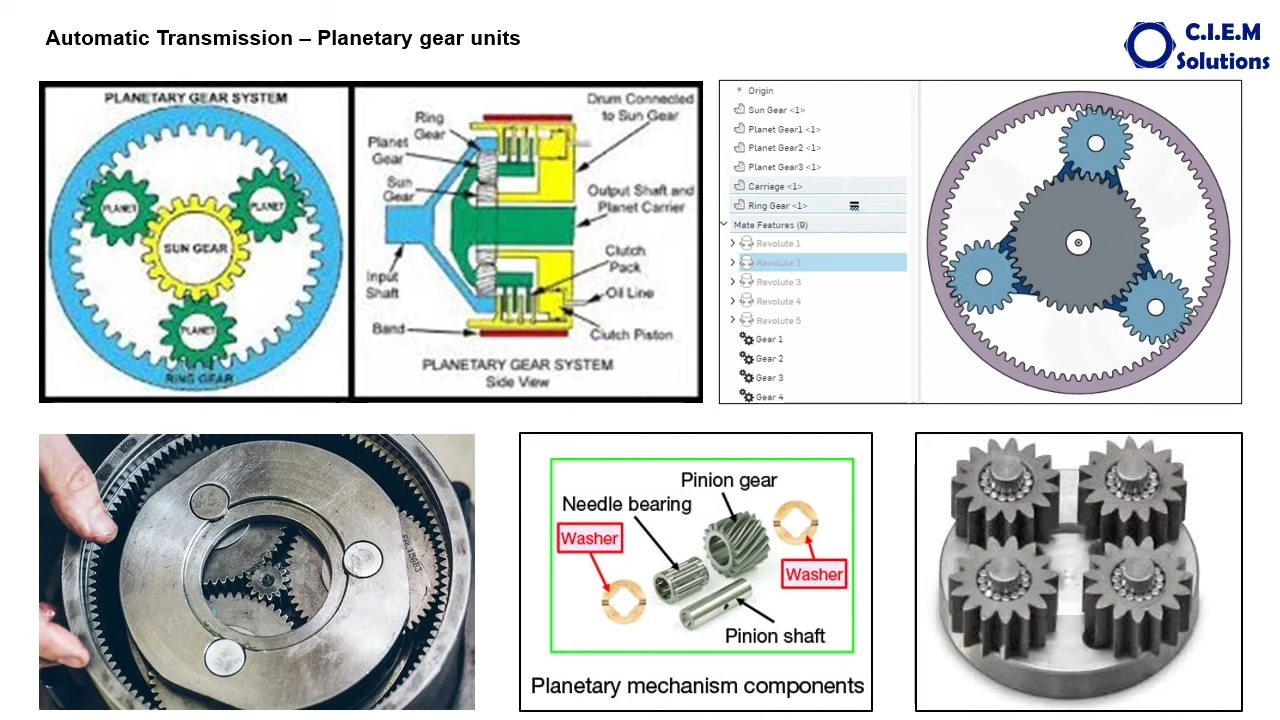 Automatic Transmission – Planetary gear units
C.I.E.M
Solutions
PLANETARY GEAR SYSTEM
PLANET
PLANET
SUN GEAR
PLANET
RING GEAR
Drum Connected
to Sun Gear
Ring
Gear
Planet
Gear
Sun
Gear
Output Shaft and
Planet Carrier
Clutch
Pack
Input
Shaft
Oil Line
Band
Clutch Piston
PLANETARY GEAR SYSTEM
Side View
Origin
Sun Gear <1>
Planet Gear1 <1>
Planet Gear2 <1>
Planet Gear3 <1>
Carriage <1>
Ring Gear <1>
Mate Features (9)
Revolute 1
Revolute 2
Revolute 3
Revolute 4
Revolute 5
Gear 1
Gear 2
Gear 3
Gear 4
Pinion gear
Needle bearing
Washer
Washer
Pinion shaft
Planetary mechanism components